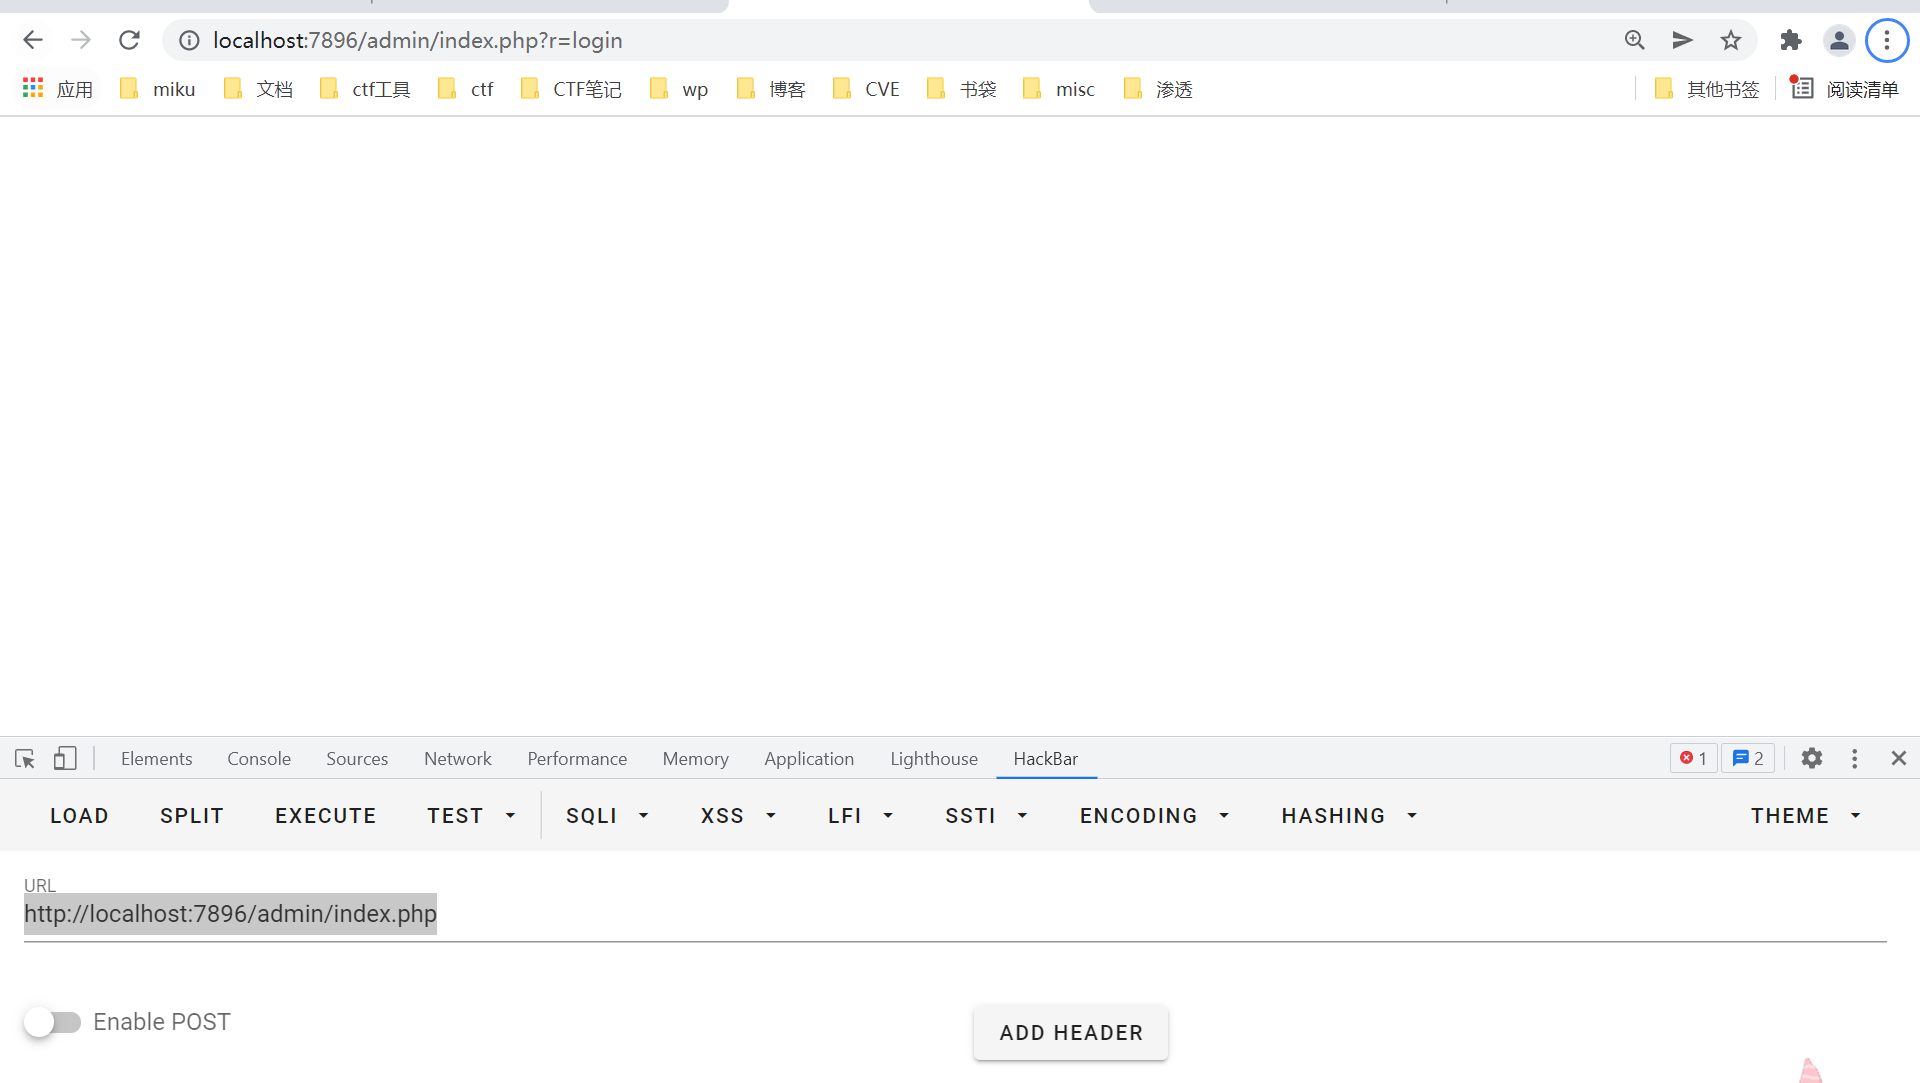 localhost:7896/admin/index.php?r=login
应用 miku 文档 ctf工具 ctf CTF笔记 wp 博客 CVE 书袋 misc 渗透 其他书签 阅读清单
Elements Console Sources Network Performance Memory Application Lighthouse HackBar 1 2
LOAD SPLIT EXECUTE TEST SQLI XSS LFI SSTI ENCODING HASHING THEME
URL
http://localhost:7896/admin/index.php
Enable POST
ADD HEADER